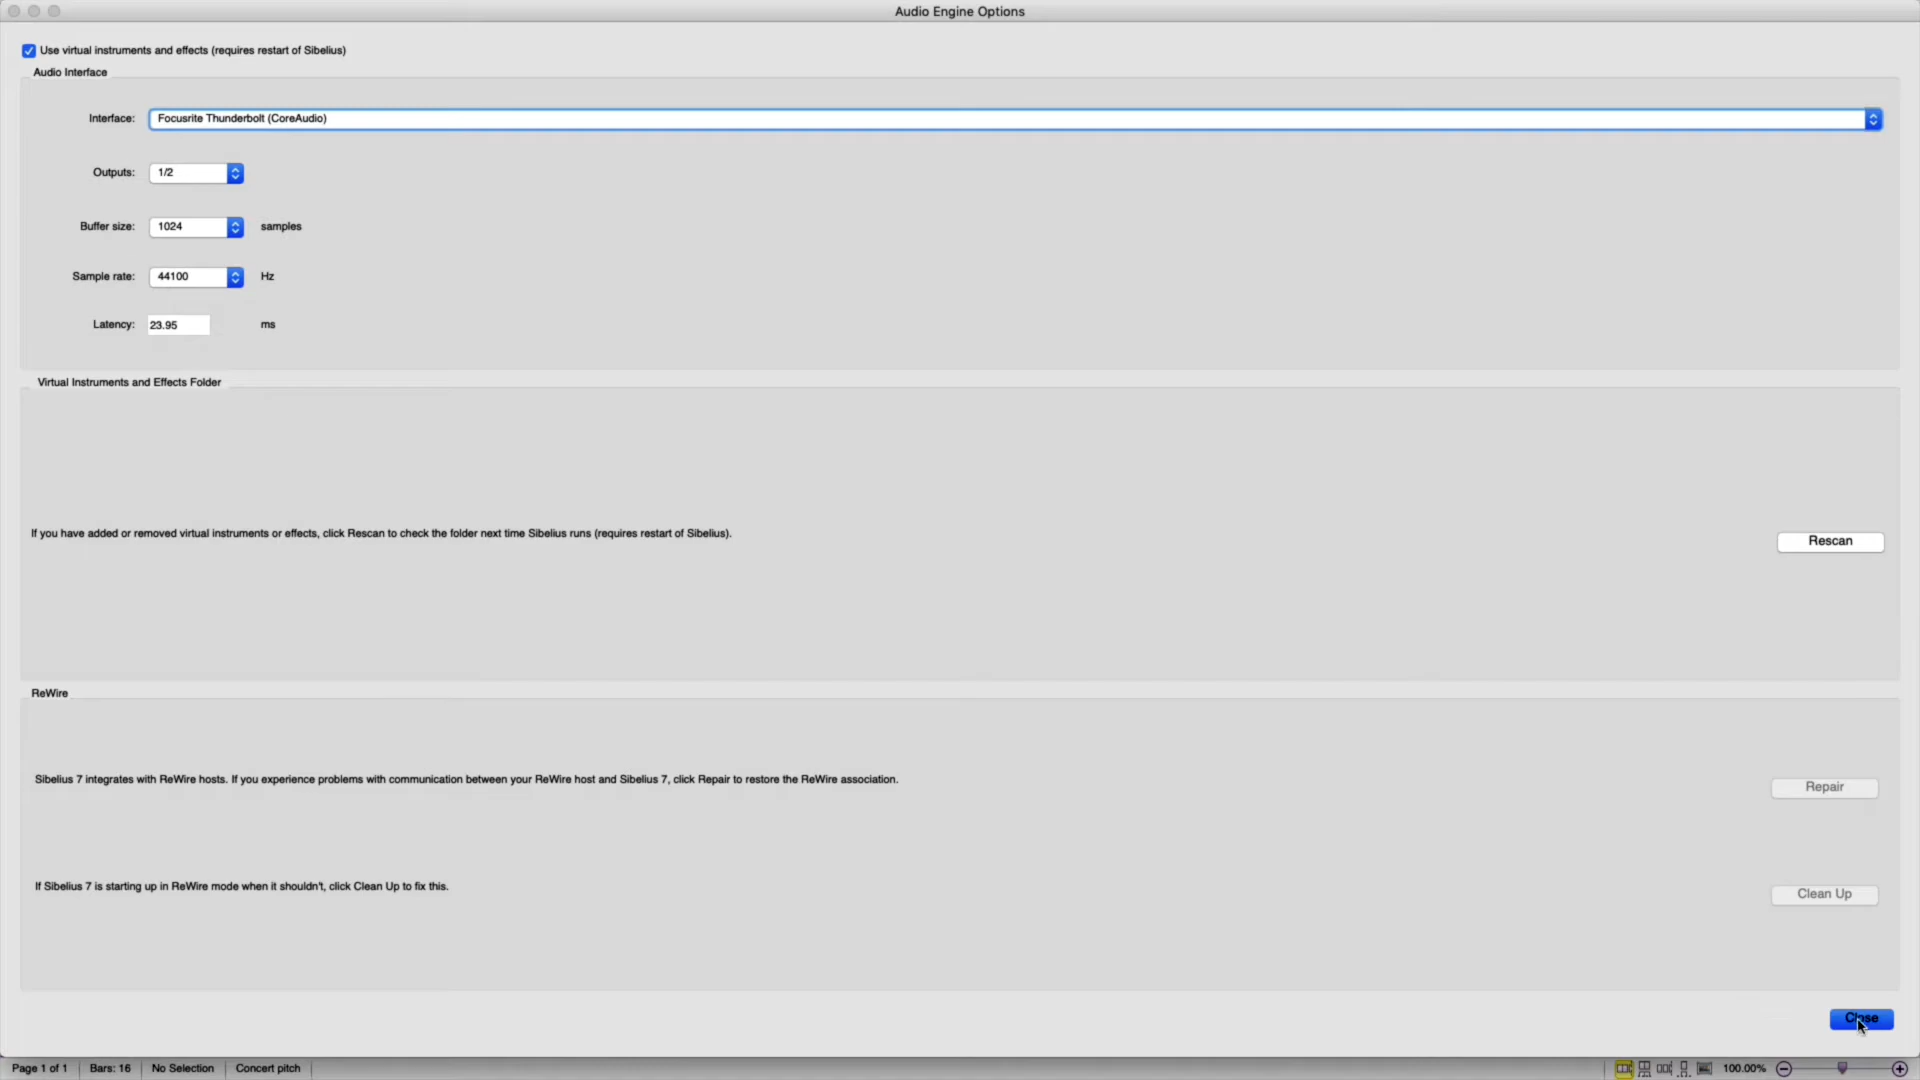 Audio Engine Options
Use virtual instruments and effects (requires restart of Sibelius)
Audio Interface
Interface: Focusrite Thunderbolt (CoreAudio)
Outputs: 1/2
Buffer size: 1024 samples
Sample rate: 44100 Hz
Latency: 23.95 ms
Virtual Instruments and Effects Folder
If you have added or removed virtual instruments or effects, click Rescan to check the folder next time Sibelius runs (requires restart of Sibelius). Rescan
ReWire
Sibelius 7 integrates with ReWire hosts. If you experience problems with communication between your ReWire host and Sibelius 7, click Repair to restore the ReWire association. Repair
If Sibelius 7 is starting up in ReWire mode when it shouldn't, click Clean Up to fix this. Clean Up
Close
Page 1 of 1 Bars: 16 No Selection Concert pitch 100.00%